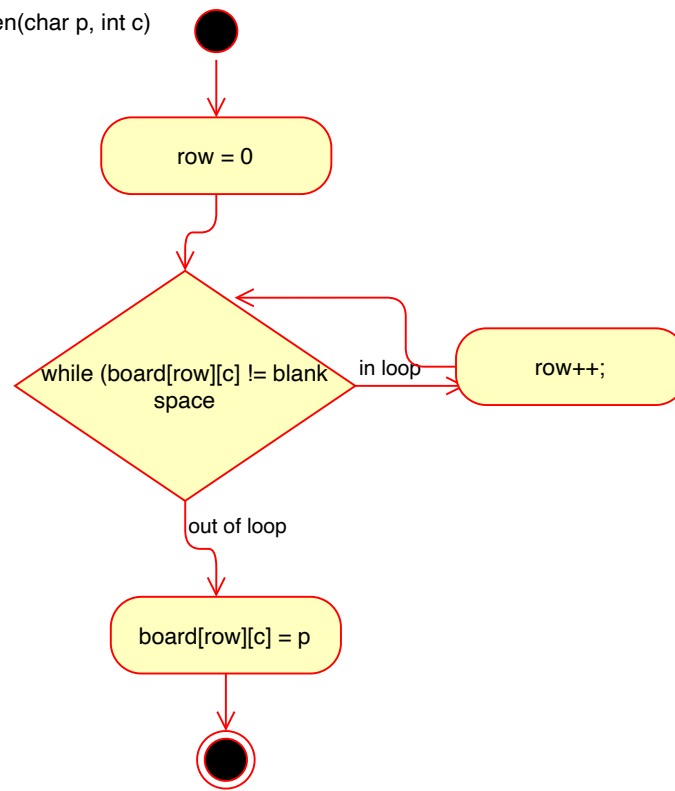 en(char p, int c)
row = 0
while (board[row][c] != blank
space
in loop
row++;
out of loop
board[row][c] = p